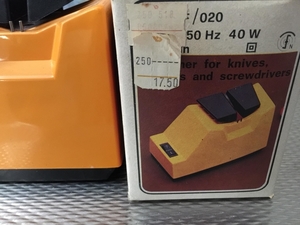 /020
50 Hz 40 W
n
ner for knives,
s and screwdrivers
250
17.50